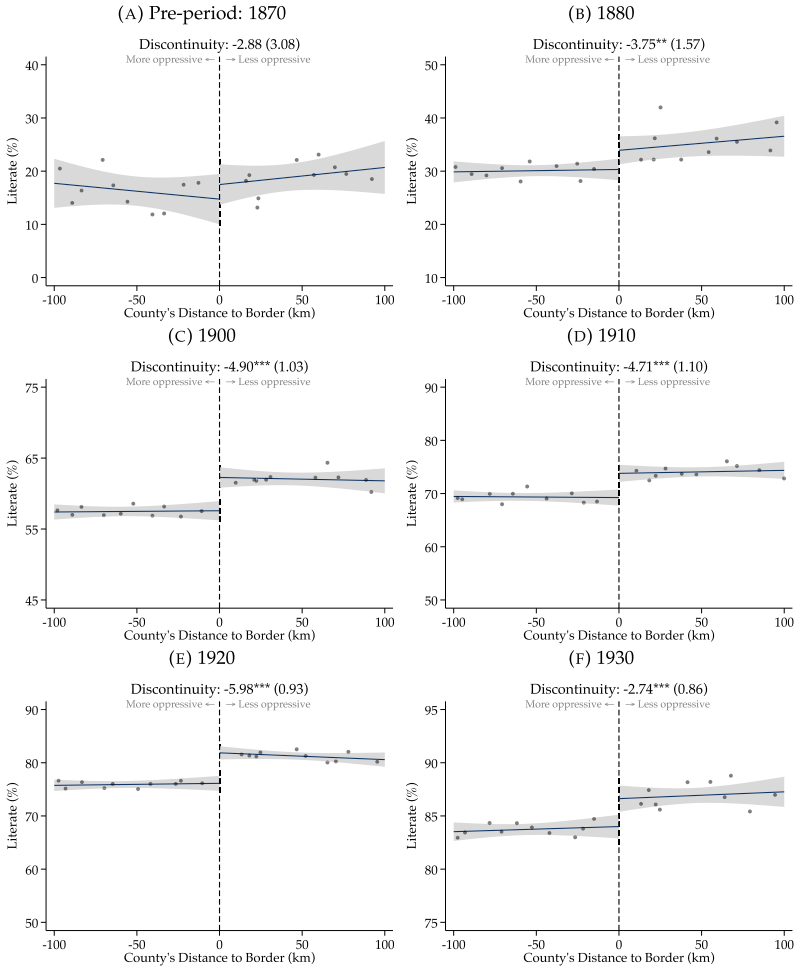 (A) Pre-period: 1870
Discontinuity: -2.88 (3.08)
More oppressive ← → Less oppressive
Literate (%)
40
30
20
10
0
-100 -50 0 50 100
County's Distance to Border (km)
(B) 1880
Discontinuity: -3.75** (1.57)
More oppressive ← → Less oppressive
Literate (%)
50
40
30
20
10
-100 -50 0 50 100
County's Distance to Border (km)
(C) 1900
Discontinuity: -4.90*** (1.03)
More oppressive ← → Less oppressive
Literate (%)
75
65
55
45
-100 -50 0 50 100
County's Distance to Border (km)
(D) 1910
Discontinuity: -4.71*** (1.10)
More oppressive ← → Less oppressive
Literate (%)
90
80
70
60
50
-100 -50 0 50 100
County's Distance to Border (km)
(E) 1920
Discontinuity: -5.98*** (0.93)
More oppressive ← → Less oppressive
Literate (%)
90
80
70
60
50
-100 -50 0 50 100
County's Distance to Border (km)
(F) 1930
Discontinuity: -2.74*** (0.86)
More oppressive ← → Less oppressive
Literate (%)
95
90
85
80
75
-100 -50 0 50 100
County's Distance to Border (km)